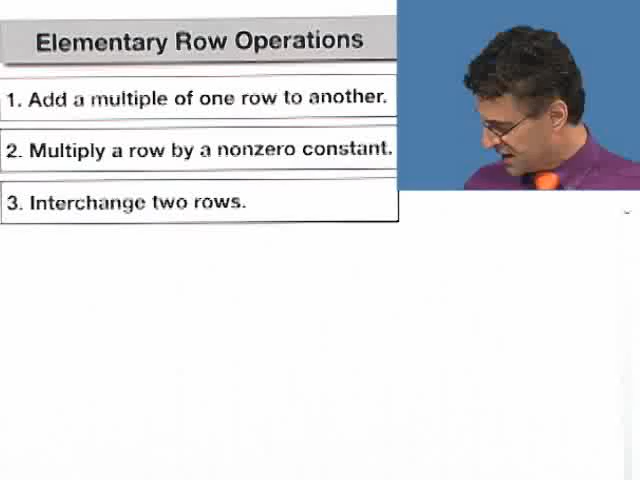 Elementary Row Operations
1. Add a multiple of one row to another.
2. Multiply a row by a nonzero constant.
3. Interchange two rows.